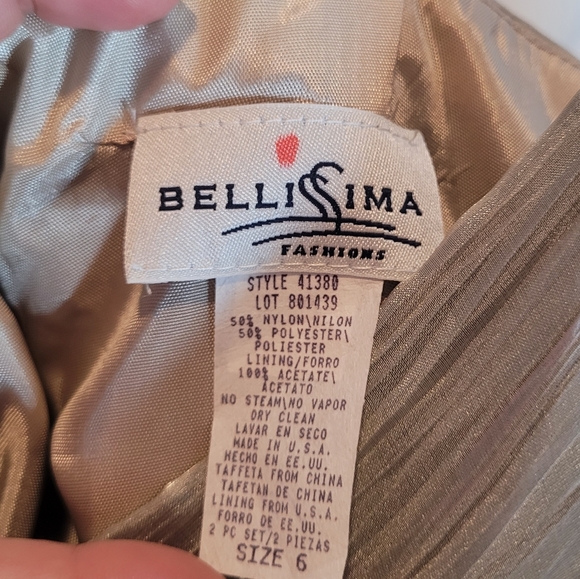 BELLISSIMA
FASHIONS
STYLE 41380
LOT 801439
50% NYLON\NILON
50% POLYESTER\
POLIESTER
LINING/FORRO
100% ACETATE\
ACETATO
NO STEAM\NO VAPOR
DRY CLEAN
LAVAR EN SECO
MADE IN U.S.A.
HECHO EN EE.UU.
TAFFETA FROM CHINA
TAFETAN DE CHINA
LINING FROM U.S.A.
FORRO DE EE.UU.
2 PC SET/2 PIEZAS
SIZE 6